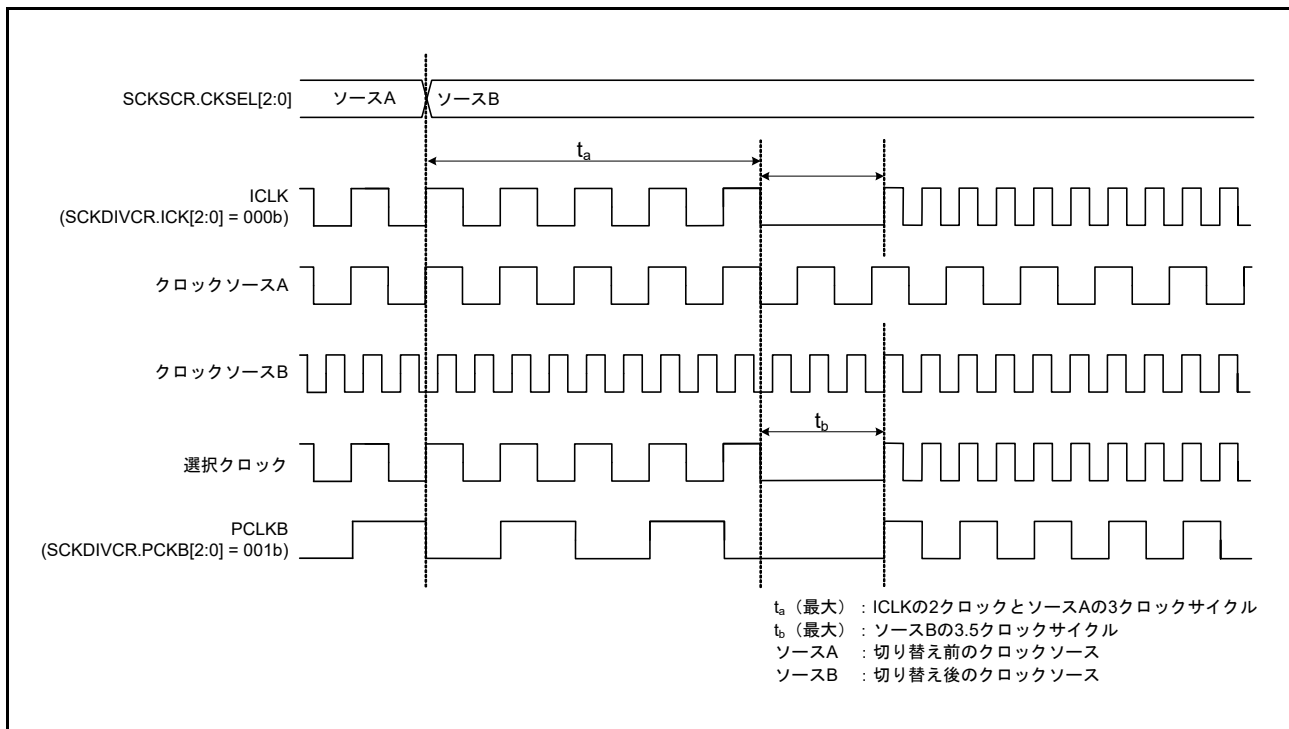 SCKSCR.CKSEL[2:0]
ソースA
ソースB
ta
ICLK
(SCKDIVCR.ICK[2:0] = 000b)
クロックソースA
クロックソースB
tb
選択クロック
PCLKB
(SCKDIVCR.PCKB[2:0] = 001b)
ta（最大）：ICLKの2クロックとソースAの3クロックサイクル
tb（最大）：ソースBの3.5クロックサイクル
ソースA ：切り替え前のクロックソース
ソースB ：切り替え後のクロックソース